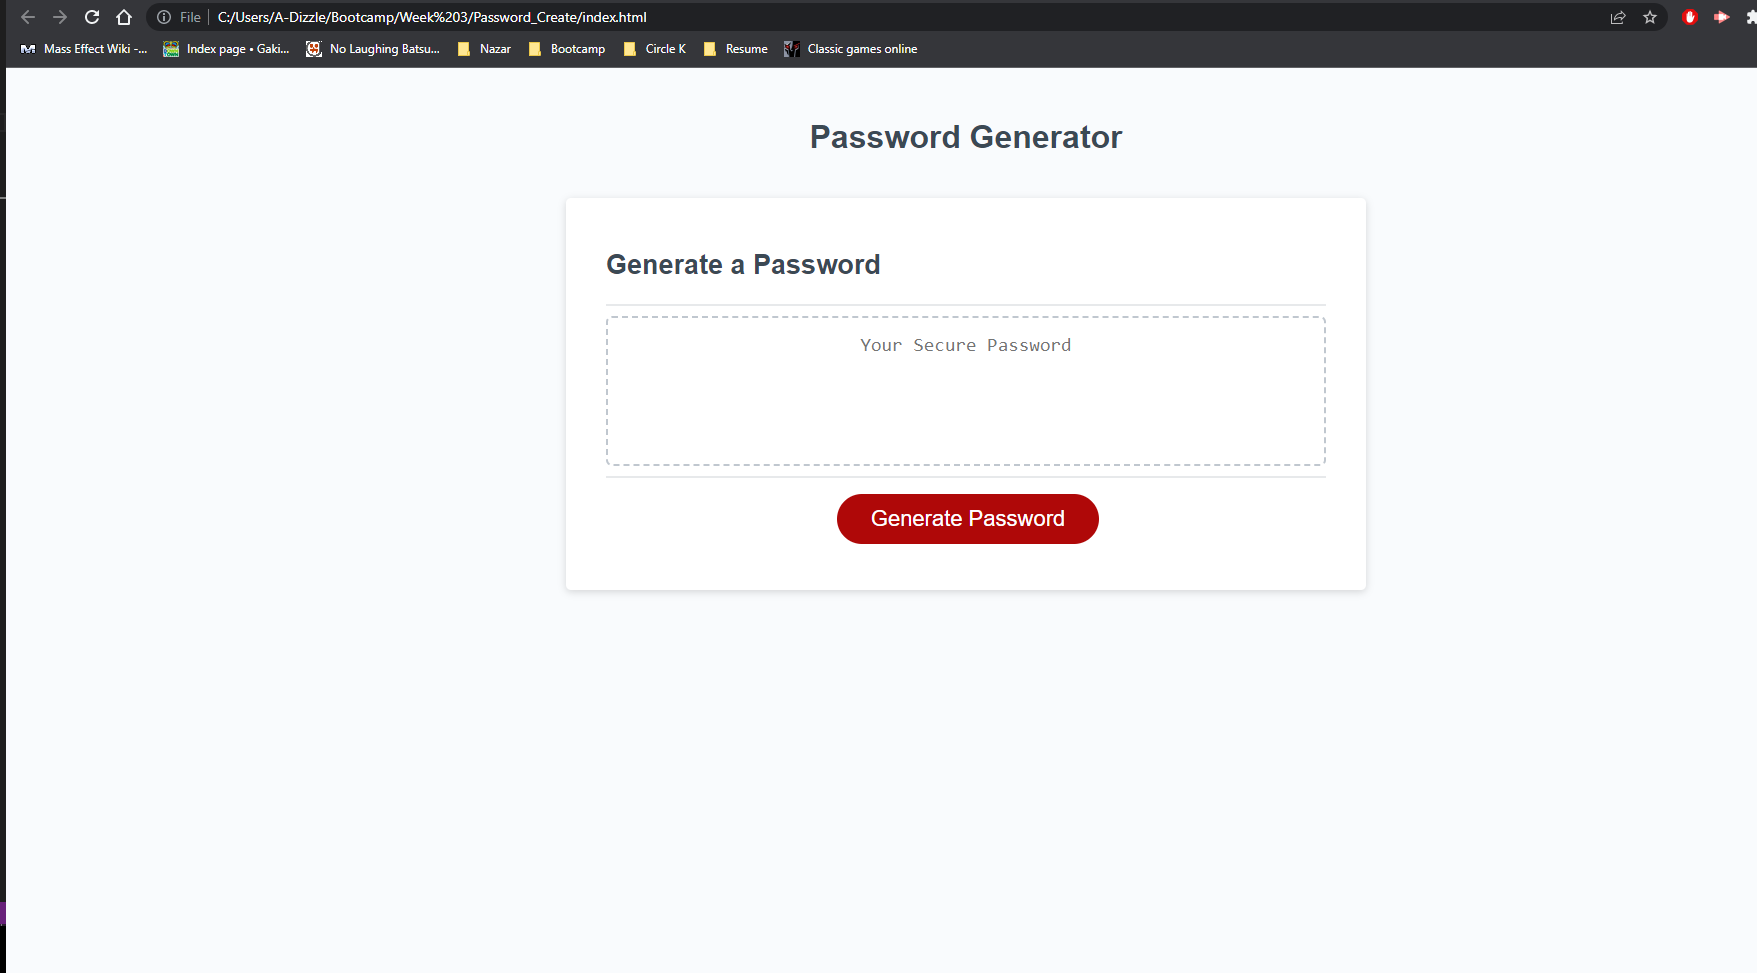 File C:/Users/A-Dizzle/Bootcamp/Week%203/Password_Create/index.html
Mass Effect Wiki -... Index page • Gaki... No Laughing Batsu... Nazar Bootcamp Circle K Resume Classic games online
Password Generator
Generate a Password
Your Secure Password
Generate Password